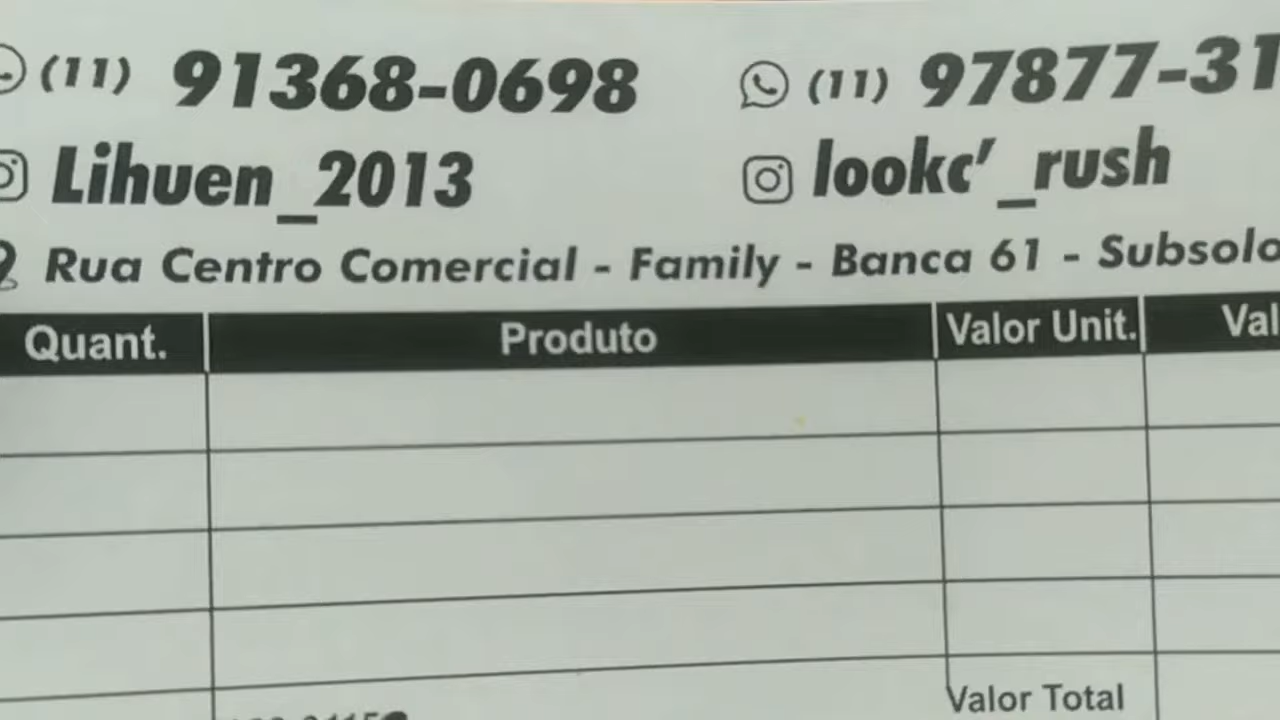 (11) 91368-0698 (11) 97877-31
Lihuen_2013 lookc'_rush
Rua Centro Comercial - Family - Banca 61 - Subsolo
Quant. Produto Valor Unit. Val
Valor Total